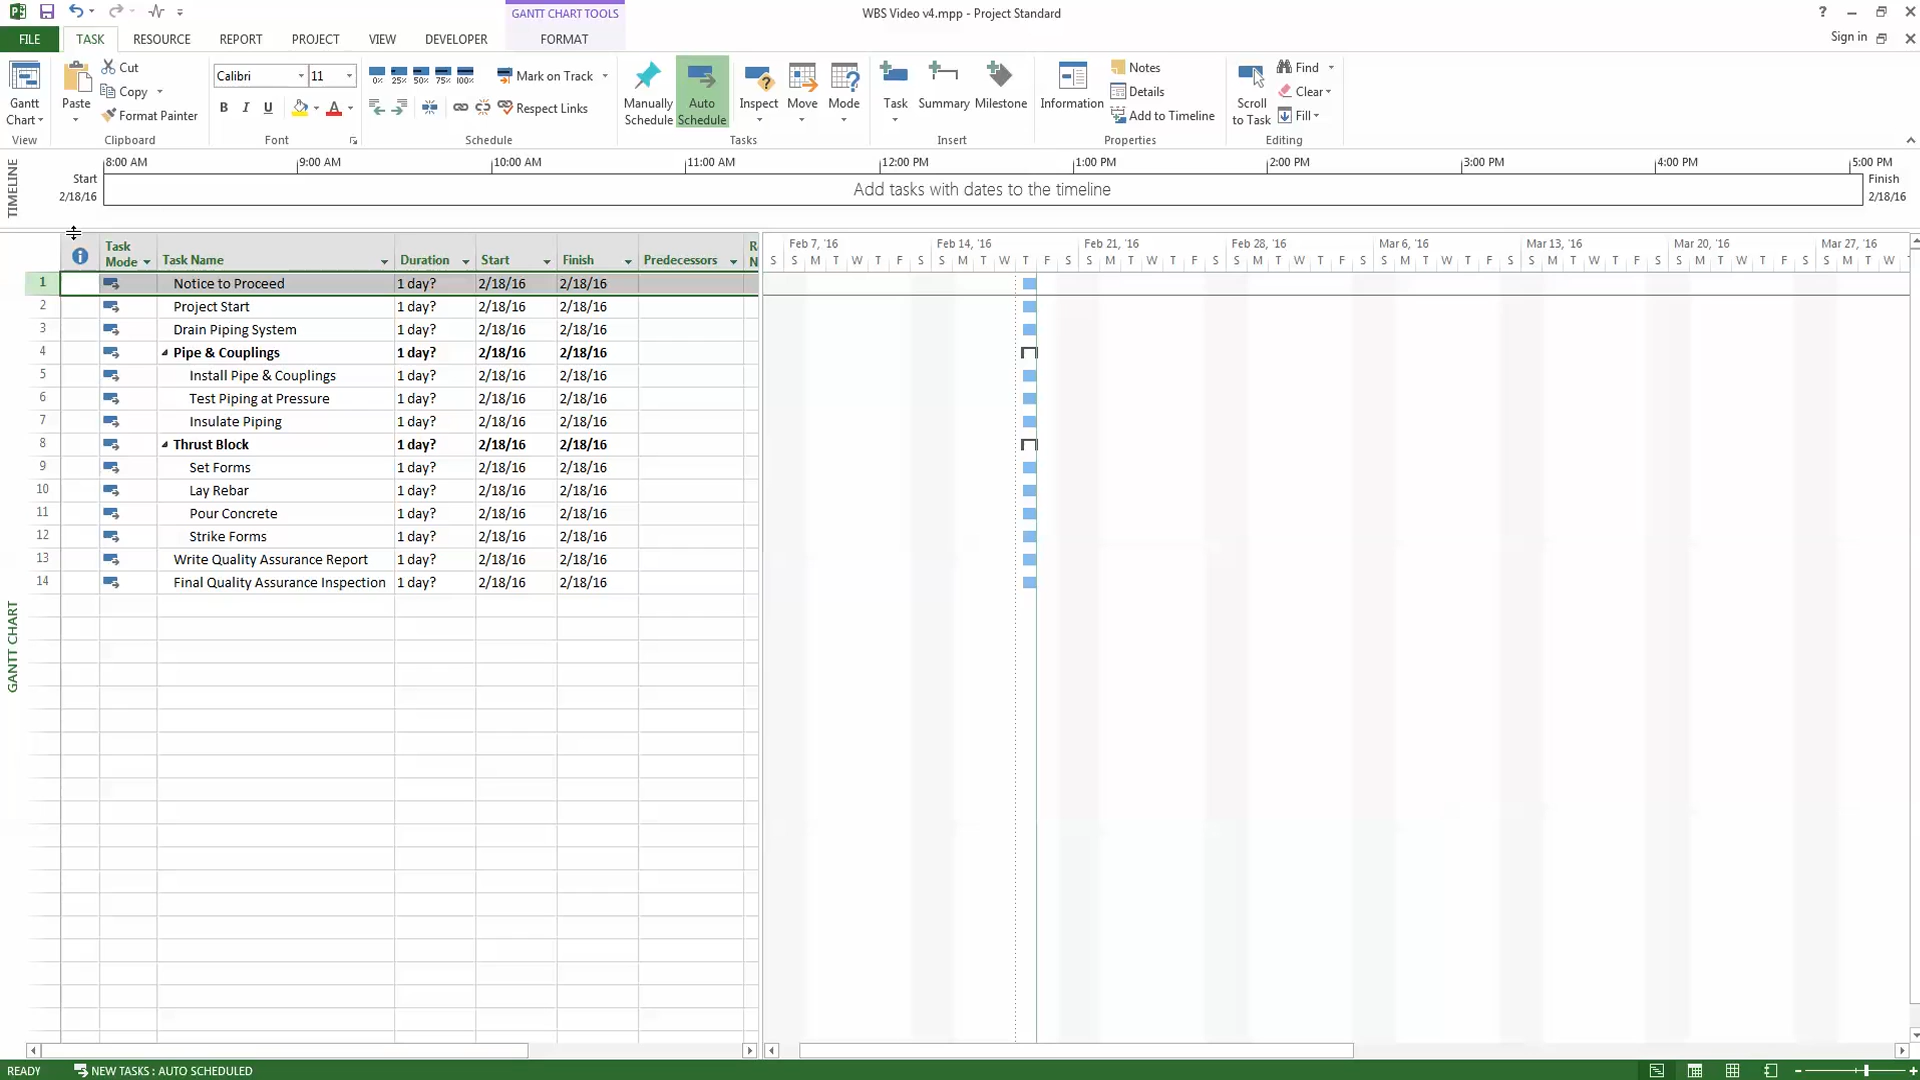 GANTT CHART TOOLS
WBS Video v4.mpp - Project Standard
?
FILE TASK RESOURCE REPORT PROJECT VIEW DEVELOPER FORMAT
Sign in
Gantt Chart
View
Paste
Cut
Copy
Format Painter
Clipboard
Calibri 11
B I U A
Font
0% 25% 50% 75% 100%
Mark on Track
Respect Links
Schedule
Manually Schedule
Auto Schedule
Inspect
Move
Mode
Tasks
Task
Summary
Milestone
Insert
Information
Notes
Details
Add to Timeline
Properties
Scroll to Task
Find
Clear
Fill
Editing
TIMELINE
8:00 AM 9:00 AM 10:00 AM 11:00 AM 12:00 PM 1:00 PM 2:00 PM 3:00 PM 4:00 PM 5:00 PM
Start
2/18/16
Add tasks with dates to the timeline
Finish
2/18/16
Task Mode Task Name Duration Start Finish Predecessors R N
Feb 7, '16 Feb 14, '16 Feb 21, '16 Feb 28, '16 Mar 6, '16 Mar 13, '16 Mar 20, '16 Mar 27, '16
S S M T W T F S S M T W T F S S M T W T F S S M T W T F S S M T W T F S S M T W T F S S M T W T F S S M T W
1 Notice to Proceed 1 day? 2/18/16 2/18/16
2 Project Start 1 day? 2/18/16 2/18/16
3 Drain Piping System 1 day? 2/18/16 2/18/16
4 Pipe & Couplings 1 day? 2/18/16 2/18/16
5 Install Pipe & Couplings 1 day? 2/18/16 2/18/16
6 Test Piping at Pressure 1 day? 2/18/16 2/18/16
7 Insulate Piping 1 day? 2/18/16 2/18/16
8 Thrust Block 1 day? 2/18/16 2/18/16
9 Set Forms 1 day? 2/18/16 2/18/16
10 Lay Rebar 1 day? 2/18/16 2/18/16
11 Pour Concrete 1 day? 2/18/16 2/18/16
12 Strike Forms 1 day? 2/18/16 2/18/16
13 Write Quality Assurance Report 1 day? 2/18/16 2/18/16
14 Final Quality Assurance Inspection 1 day? 2/18/16 2/18/16
GANTT CHART
READY NEW TASKS : AUTO SCHEDULED